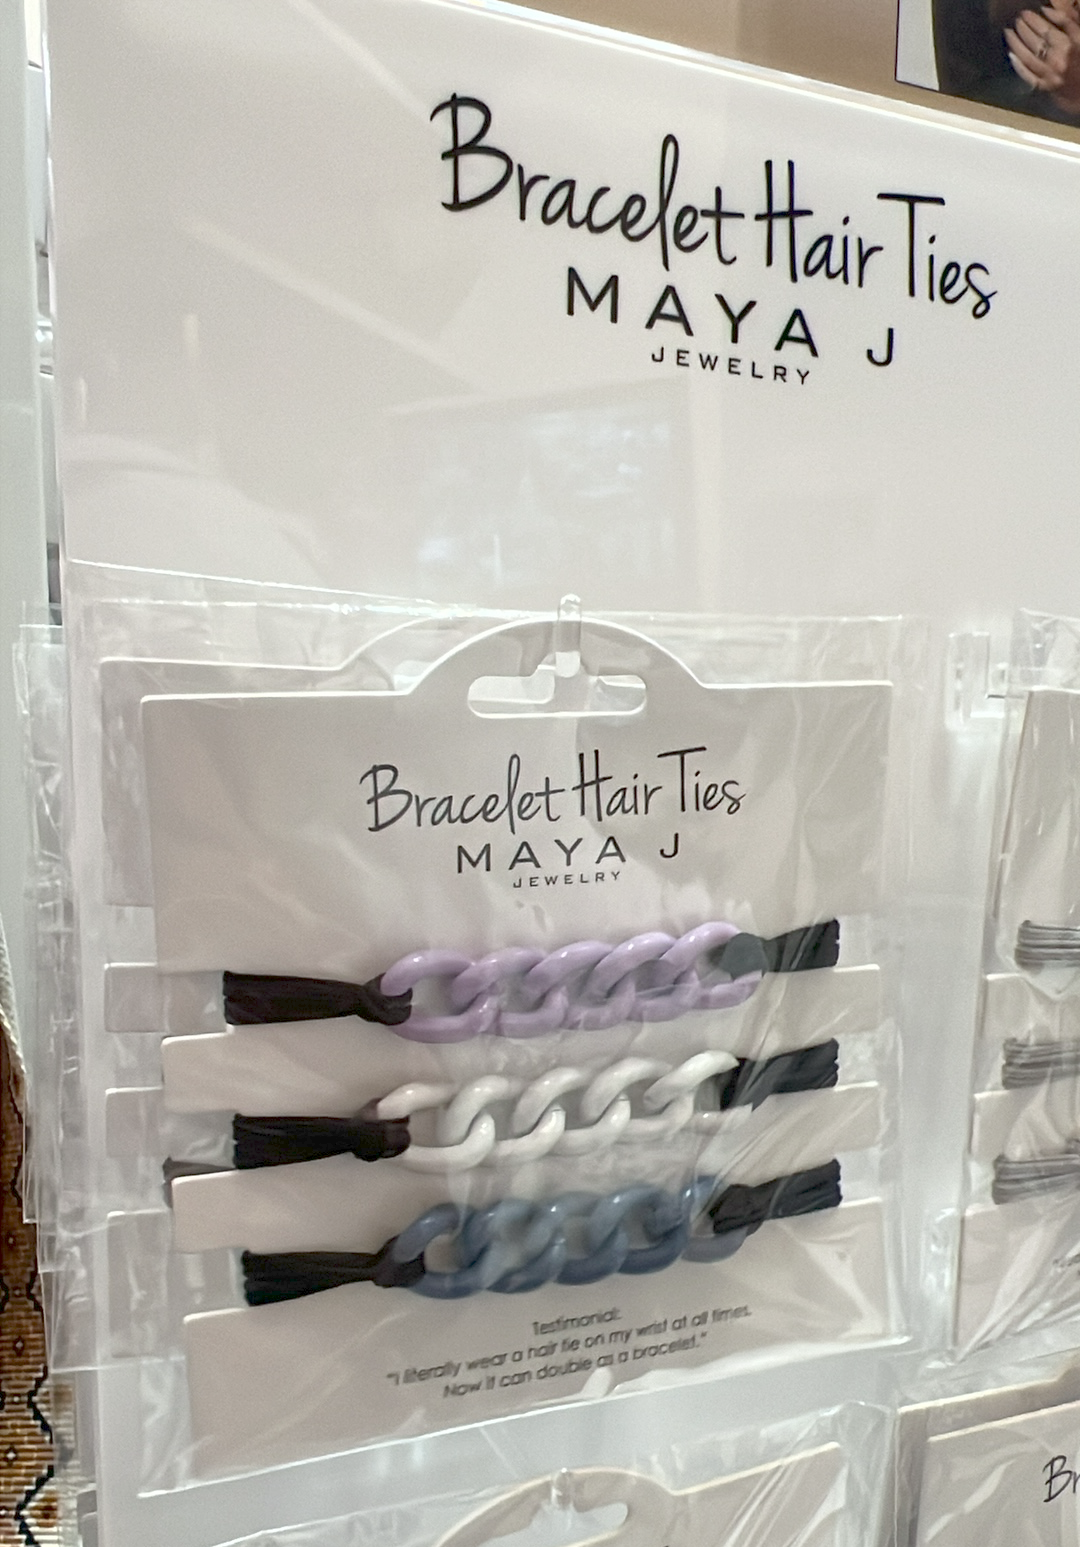 Bracelet Hair Ties
MAYA J
JEWELRY
Bracelet Hair Ties
MAYA J
JEWELRY
Testimonial:
"I literally wear a hair tie on my wrist at all times.
Now it can double as a bracelet."
Br